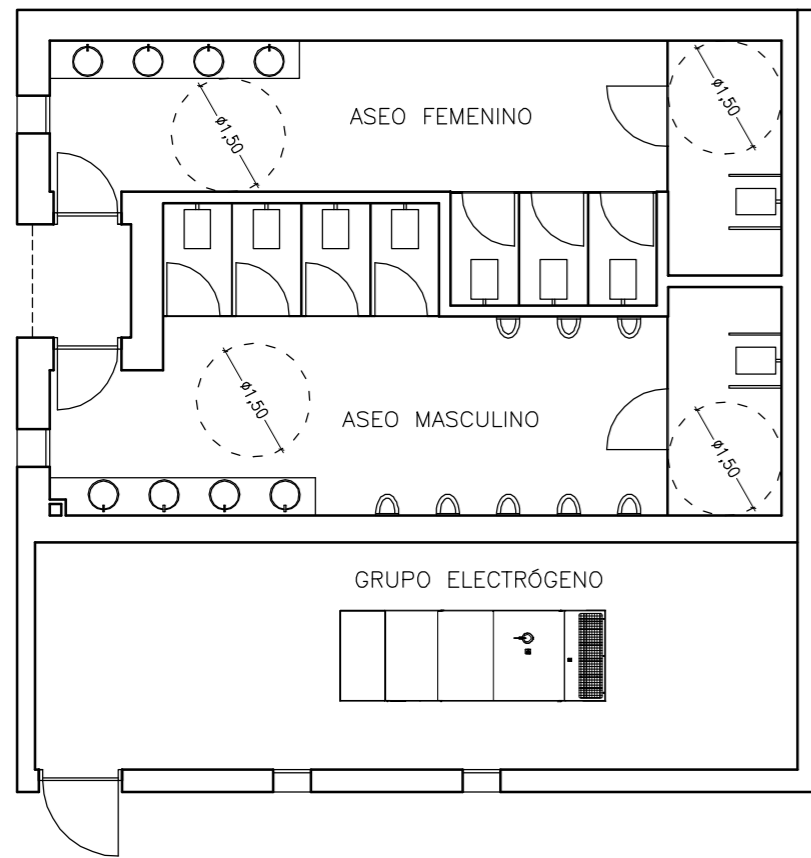 ASEO FEMENINO
ø1,50
ø1,50
ø1,50
ASEO MASCULINO
ø1,50
GRUPO ELECTRÓGENO